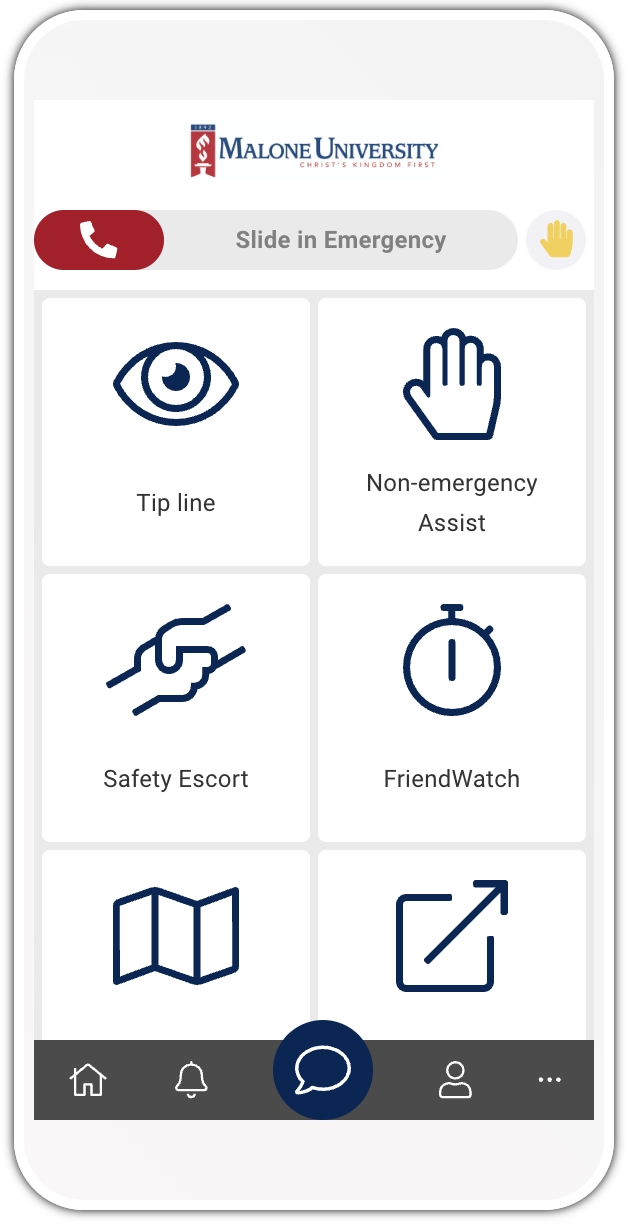 1892
MALONE UNIVERSITY
CHRIST'S KINGDOM FIRST
Slide in Emergency
Tip line
Non-emergency
Assist
Safety Escort
FriendWatch